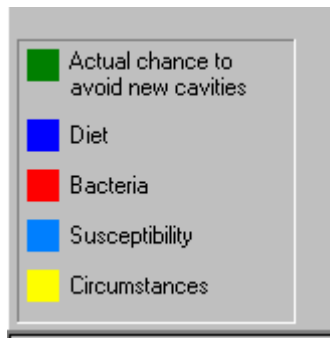 Actual chance to
avoid new cavities
Diet
Bacteria
Susceptibility
Circumstances